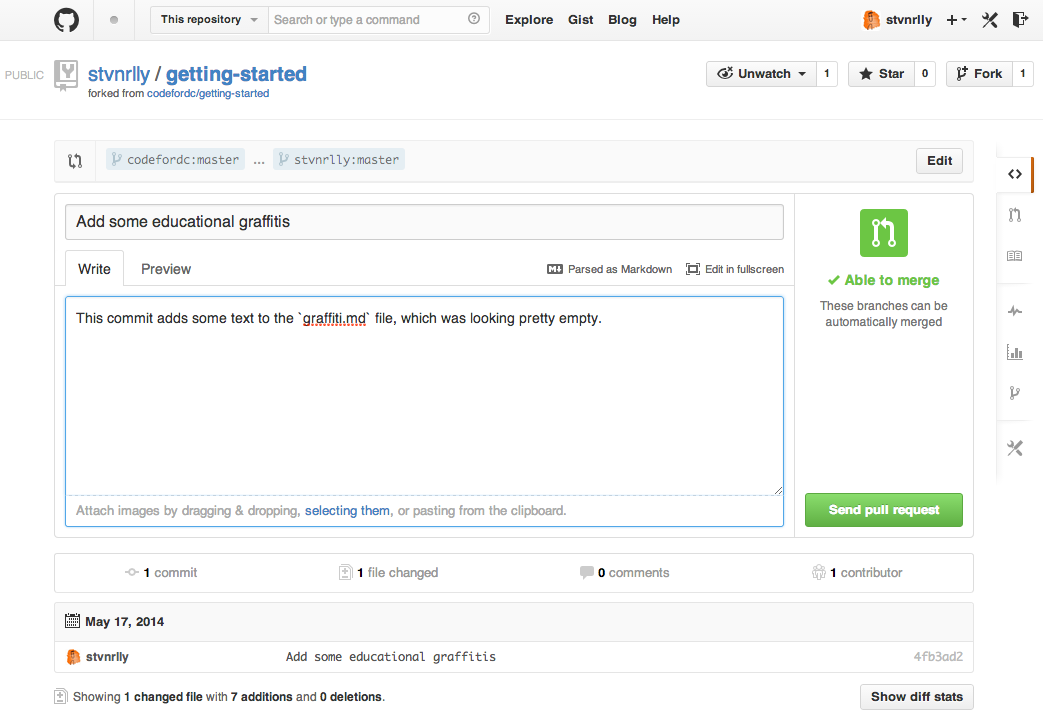 This repository Search or type a command Explore Gist Blog Help stvnrlly
PUBLIC stvnrlly / getting-started Unwatch 1 Star 0 Fork 1
forked from codefordc/getting-started
codefordc:master ... stvnrlly:master Edit
Add some educational graffitis
Write Preview Parsed as Markdown Edit in fullscreen
Able to merge
These branches can be
automatically merged
This commit adds some text to the `graffiti.md` file, which was looking pretty empty.
Attach images by dragging & dropping, selecting them, or pasting from the clipboard.
Send pull request
1 commit 1 file changed 0 comments 1 contributor
May 17, 2014
stvnrlly Add some educational graffitis 4fb3ad2
Showing 1 changed file with 7 additions and 0 deletions. Show diff stats